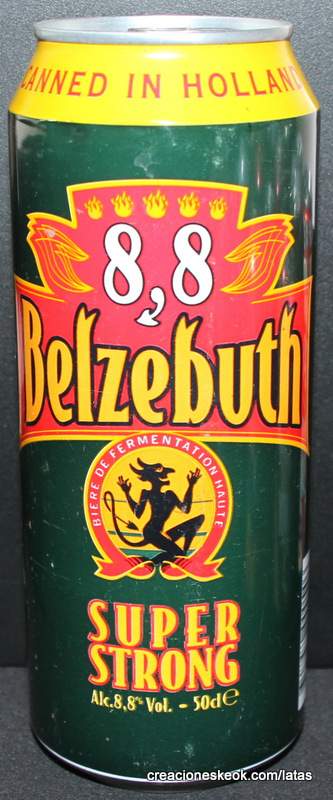 CANNED IN HOLLAND
8,8
Belzebuth
BIERE DE FERMENTATION HAUTE
SUPER
STRONG
Alc.8,8% Vol. - 50cl e
creacioneskeok.com/latas